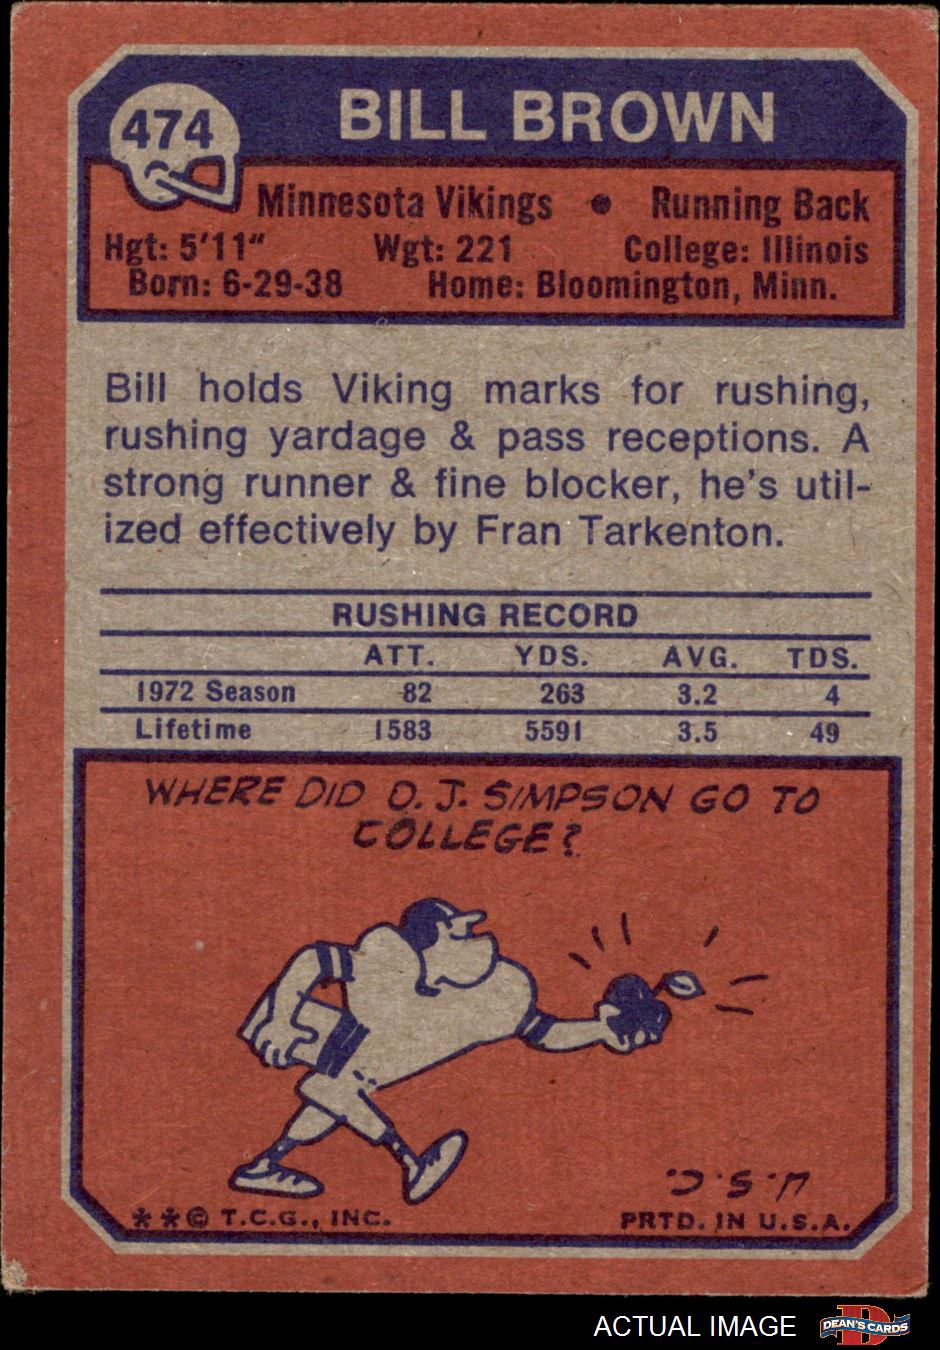 474
BILL BROWN
Minnesota Vikings • Running Back
Hgt: 5'11" Wgt: 221 College: Illinois
Born: 6-29-38 Home: Bloomington, Minn.
Bill holds Viking marks for rushing,
rushing yardage & pass receptions. A
strong runner & fine blocker, he's util-
ized effectively by Fran Tarkenton.
RUSHING RECORD
ATT. YDS. AVG. TDS.
1972 Season 82 263 3.2 4
Lifetime 1583 5591 3.5 49
WHERE DID O. J. SIMPSON GO TO
COLLEGE?
U.S.C.
**© T.C.G., INC. PRTD. IN U.S.A.
ACTUAL IMAGE
DEAN'S CARDS